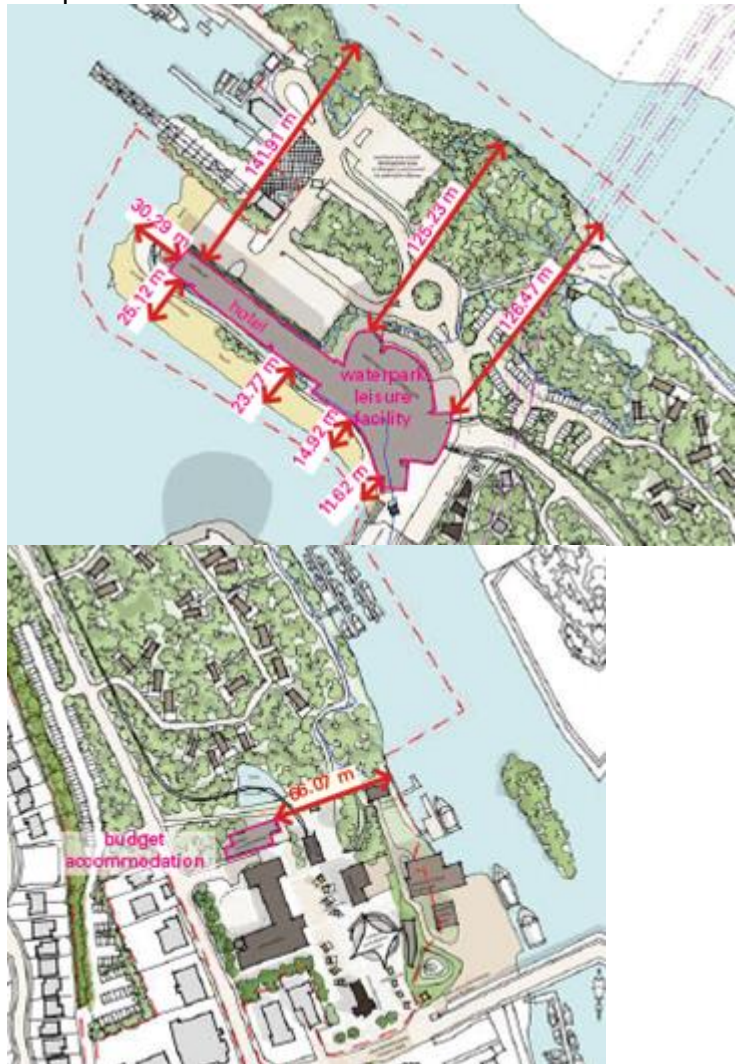 141.91 m
125.23 m
126.47 m
30.29 m
25.12 m
hotel
23.77 m
waterpark
leisure
facility
14.92 m
11.62 m
66.07 m
budget
accommodation